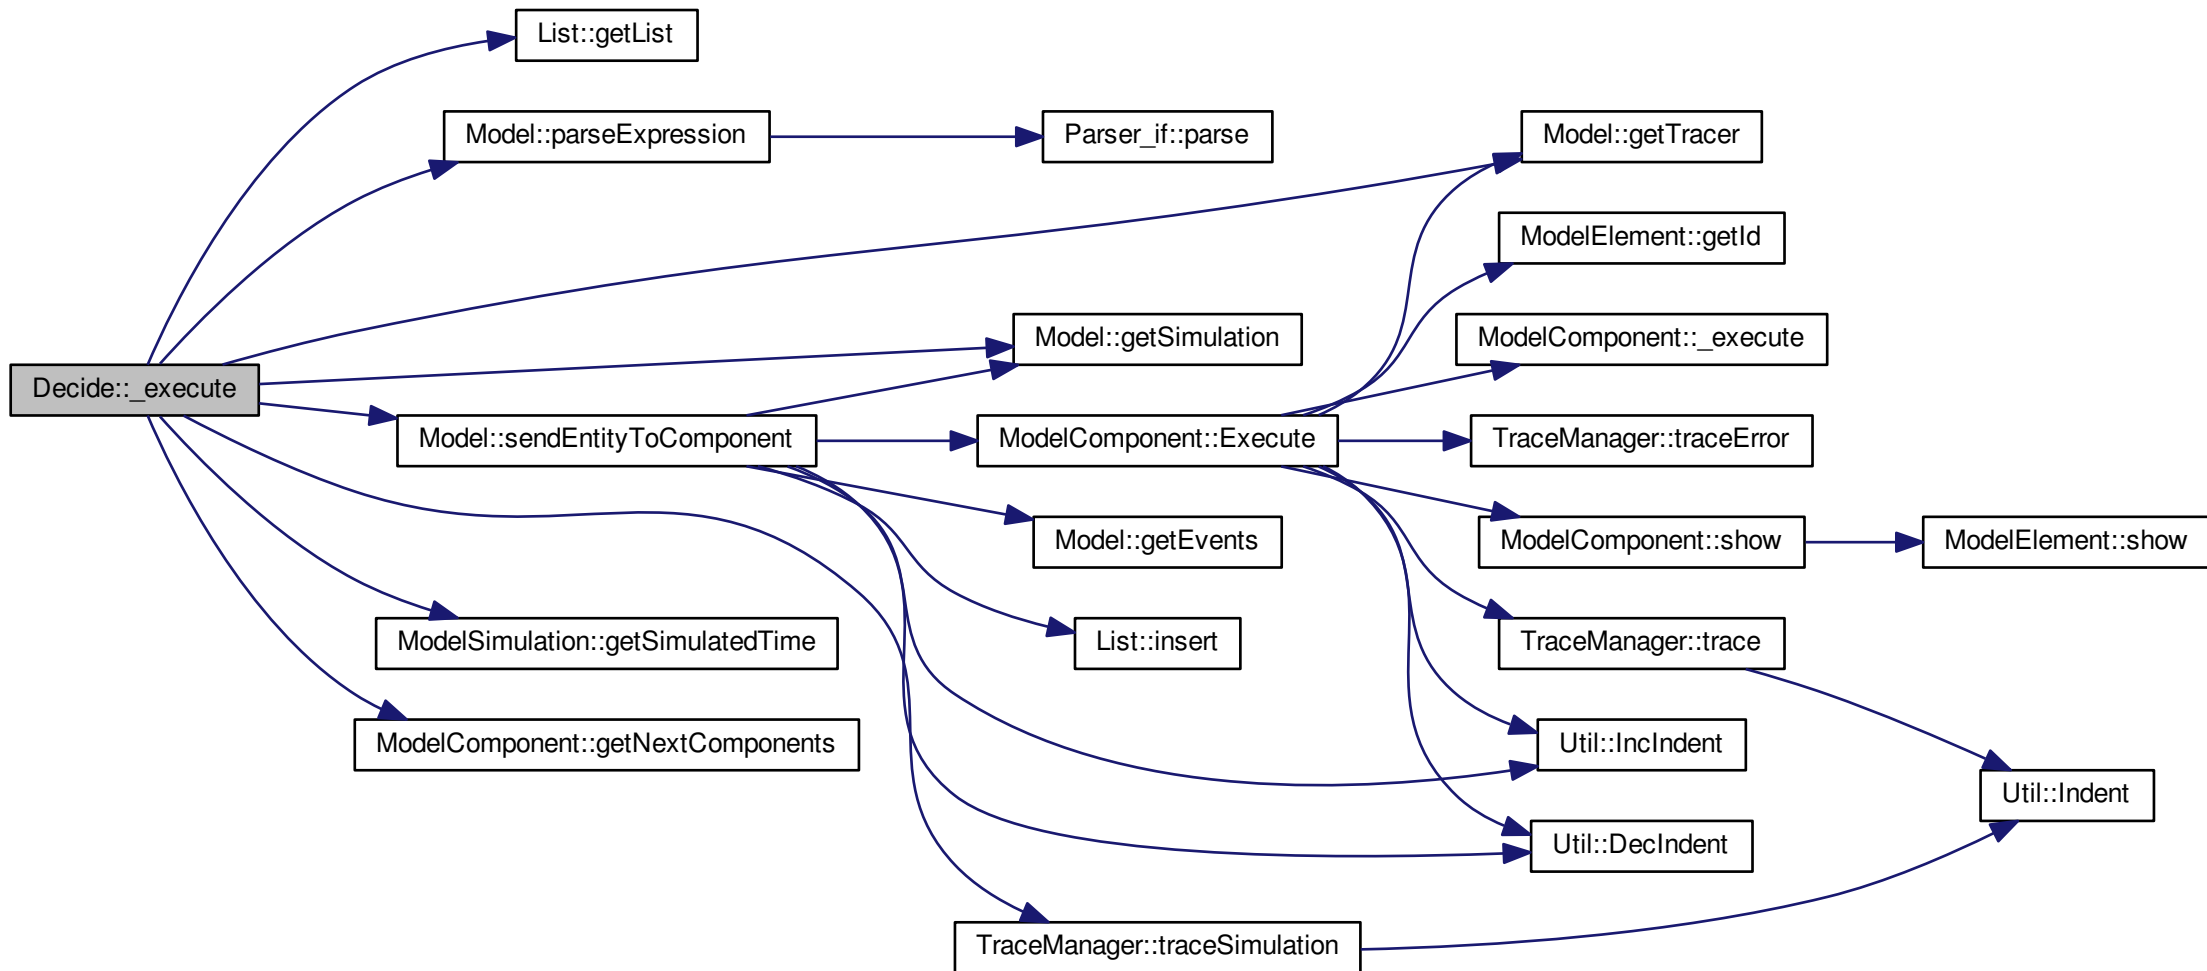 List::getList
Model::parseExpression
Parser_if::parse
Model::getTracer
ModelElement::getId
Model::getSimulation
ModelComponent::_execute
Decide::_execute
Model::sendEntityToComponent
ModelComponent::Execute
TraceManager::traceError
Model::getEvents
ModelComponent::show
ModelElement::show
ModelSimulation::getSimulatedTime
List::insert
TraceManager::trace
ModelComponent::getNextComponents
Util::IncIndent
Util::Indent
Util::DecIndent
TraceManager::traceSimulation